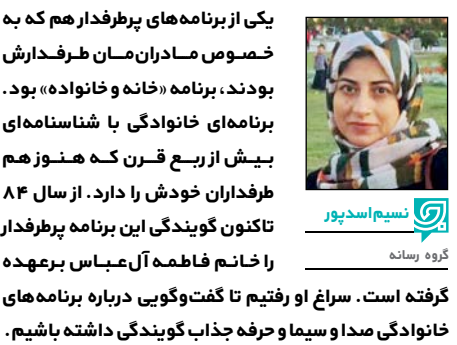 یکی از برنامه‌های پرطرفدار هم که به
خصوص مادران‌مان طرفدارش
بودند، برنامه «خانه و خانواده» بود.
برنامه‌ای خانوادگی با شناسنامه‌ای
بیش از ربع قرن که هنوز هم
طرفداران خودش را دارد. از سال ۸۴
تاکنون گویندگی این برنامه پرطرفدار
را خانم فاطمه آل‌عباس برعهده
گرفته است. سراغ او رفتیم تا گفت‌وگویی درباره برنامه‌های
خانوادگی صدا و سیما و حرفه جذاب گویندگی داشته باشیم.
نسیم اسدپور
گروه رسانه